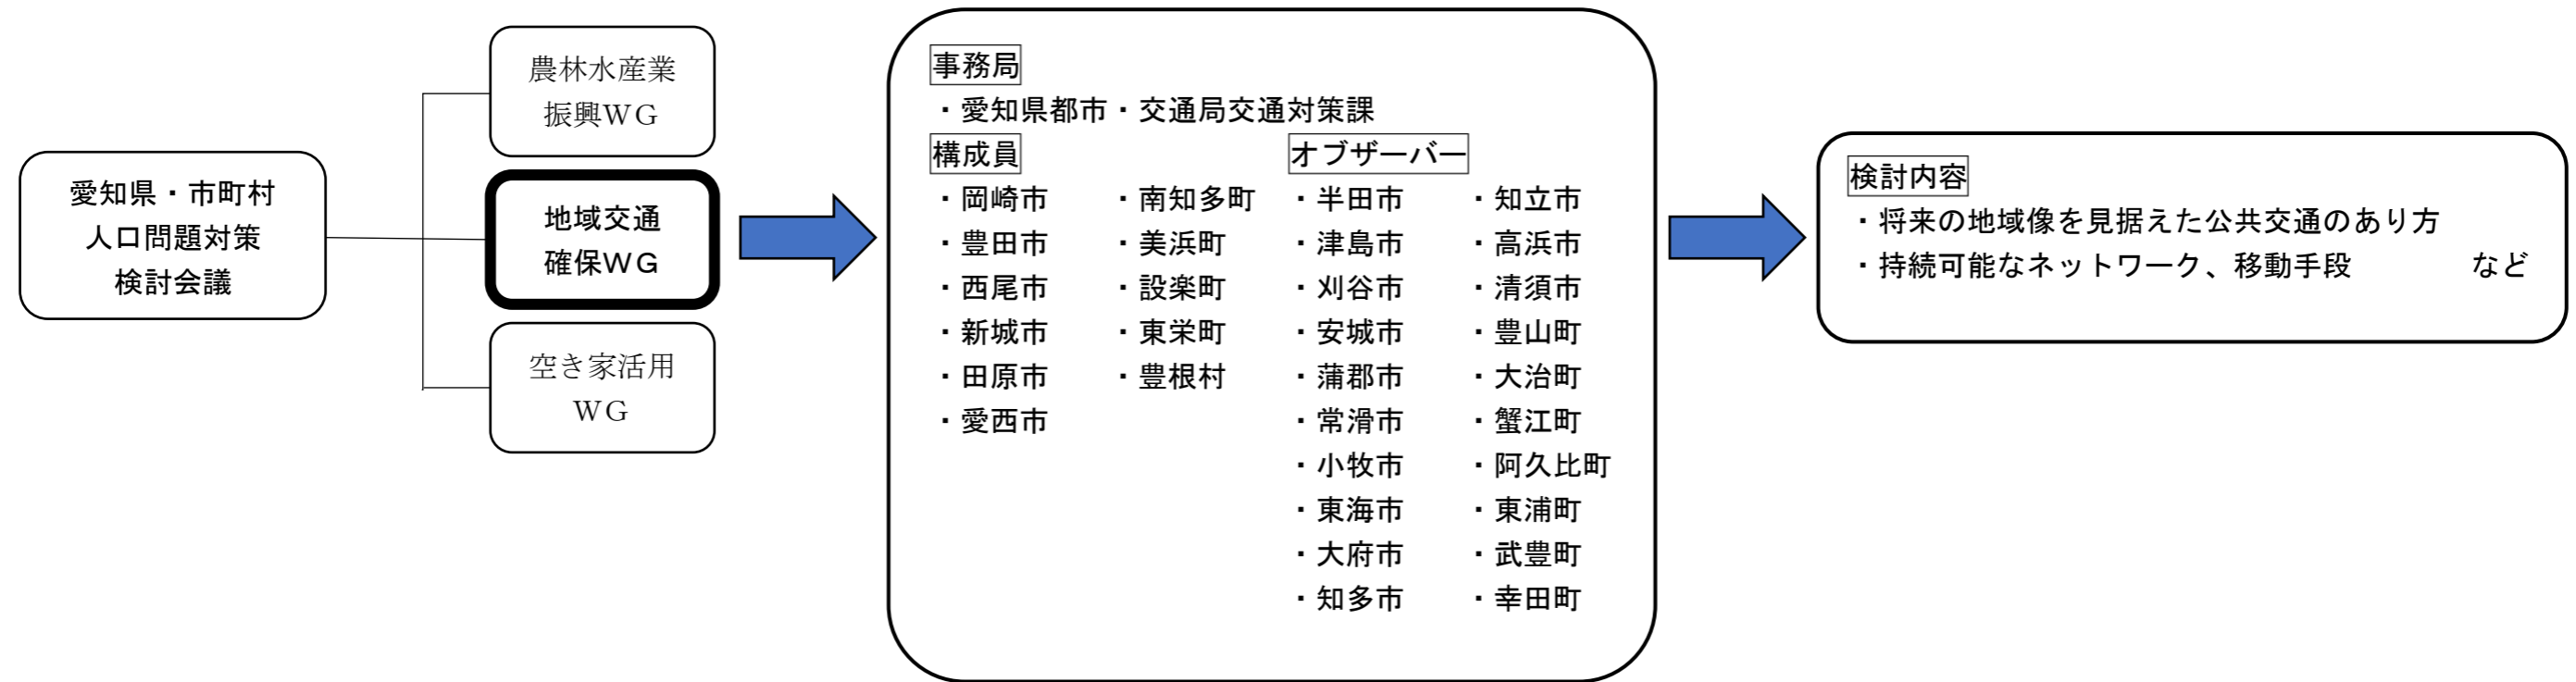 愛知県・市町村
人口問題対策
検討会議
農林水産業
振興WG
地域交通
確保WG
空き家活用
WG
事務局
・愛知県都市・交通局交通対策課
構成員
・岡崎市
・豊田市
・西尾市
・新城市
・田原市
・愛西市
・南知多町
・美浜町
・設楽町
・東栄町
・豊根村
オブザーバー
・半田市
・津島市
・刈谷市
・安城市
・蒲郡市
・常滑市
・小牧市
・東海市
・大府市
・知多市
・知立市
・高浜市
・清須市
・豊山町
・大治町
・蟹江町
・阿久比町
・東浦町
・武豊町
・幸田町
検討内容
・将来の地域像を見据えた公共交通のあり方
・持続可能なネットワーク、移動手段　　　　など